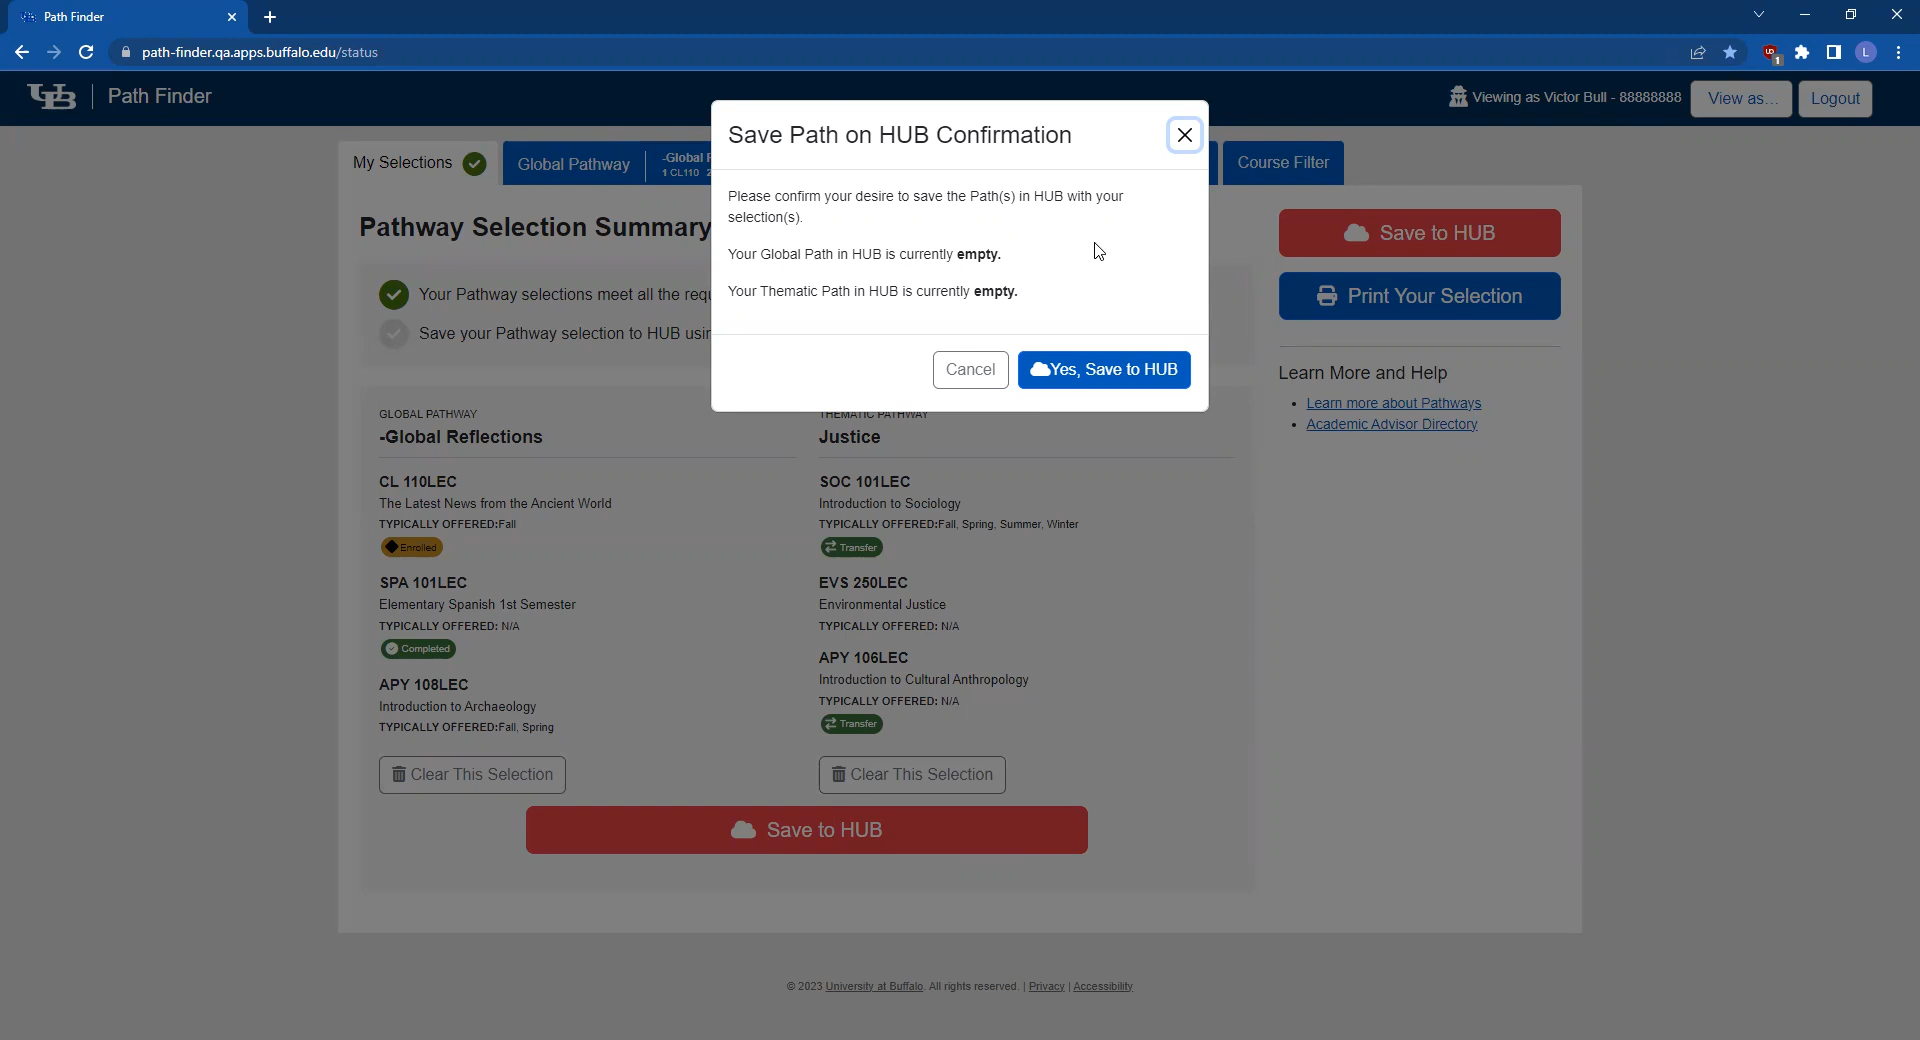 Path Finder
path-finder.qa.apps.buffalo.edu/status
1
L
UB
Path Finder
Viewing as Victor Bull - 88888888
View as...
Logout
Save Path on HUB Confirmation
My Selections
Global Pathway
-Global
1 CL110
Course Filter
Please confirm your desire to save the Path(s) in HUB with your
selection(s).
Pathway Selection Summary
Save to HUB
Your Global Path in HUB is currently empty.
Your Pathway selections meet all the
Your Thematic Path in HUB is currently empty.
Print Your Selection
Save your Pathway selection to HUB
Cancel
Yes, Save to HUB
Learn More and Help
Learn more about Pathways
Academic Advisor Directory
GLOBAL PATHWAY
-Global Reflections
CL 110LEC
The Latest News from the Ancient World
TYPICALLY OFFERED:Fall
Enrolled
SPA 101LEC
Elementary Spanish 1st Semester
TYPICALLY OFFERED: N/A
Completed
APY 108LEC
Introduction to Archaeology
TYPICALLY OFFERED:Fall, Spring
Clear This Selection
THEMATIC PATHWAY
Justice
SOC 101LEC
Introduction to Sociology
TYPICALLY OFFERED:Fall, Spring, Summer, Winter
Transfer
EVS 250LEC
Environmental Justice
TYPICALLY OFFERED: N/A
APY 106LEC
Introduction to Cultural Anthropology
TYPICALLY OFFERED: N/A
Transfer
Clear This Selection
Save to HUB
© 2023 University at Buffalo. All rights reserved. | Privacy | Accessibility